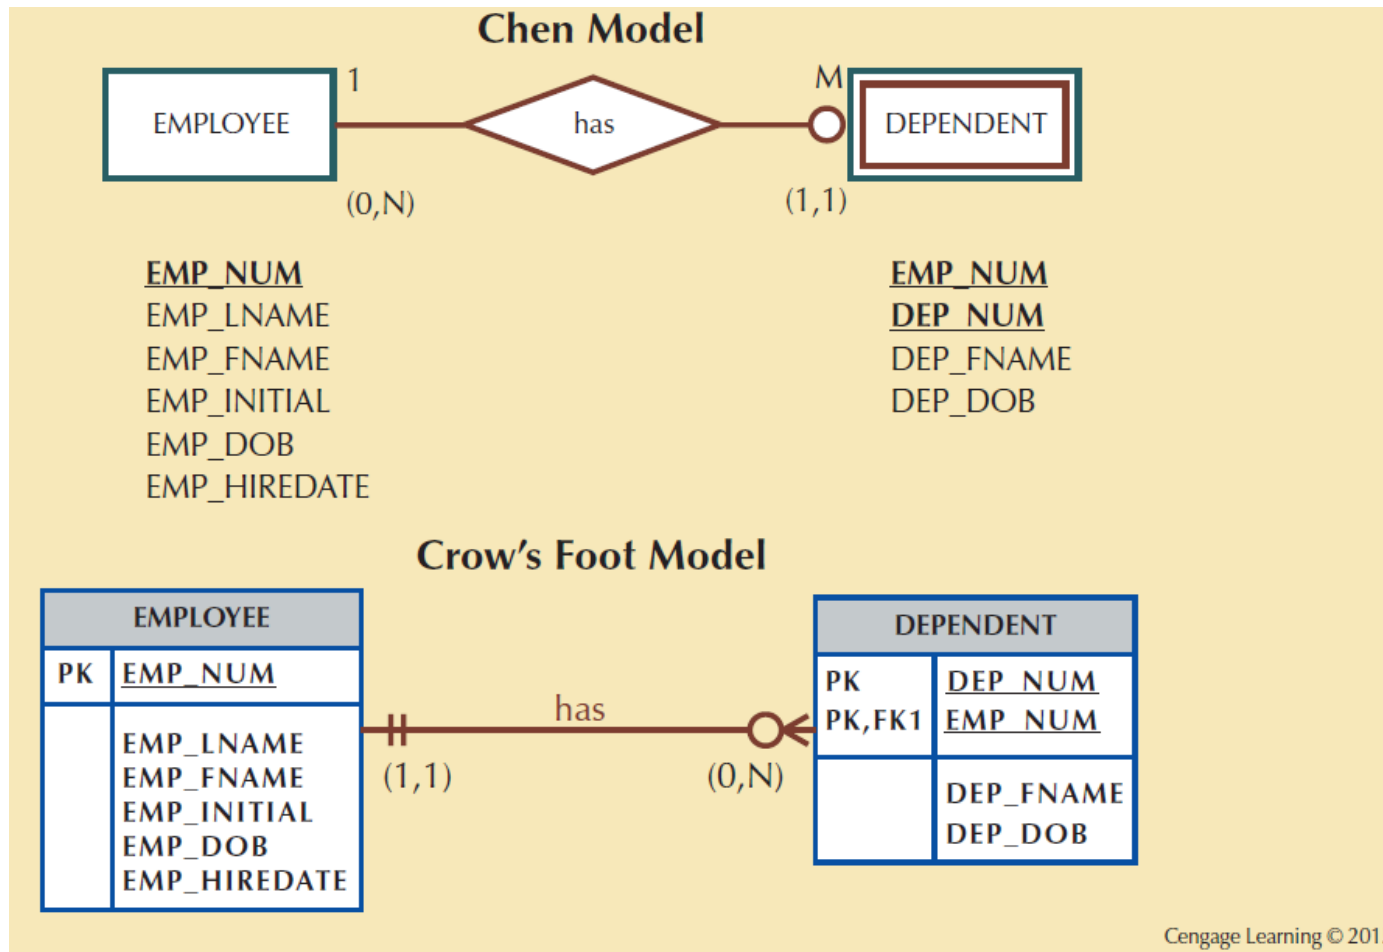 Chen Model
1
M
EMPLOYEE
has
DEPENDENT
(0,N)
(1,1)
EMP_NUM
EMP_LNAME
EMP_FNAME
EMP_INITIAL
EMP_DOB
EMP_HIREDATE
EMP_NUM
DEP_NUM
DEP_FNAME
DEP_DOB
Crow's Foot Model
EMPLOYEE
PK EMP_NUM
EMP_LNAME
EMP_FNAME
EMP_INITIAL
EMP_DOB
EMP_HIREDATE
has
(1,1)
(0,N)
DEPENDENT
PK DEP_NUM
PK,FK1 EMP_NUM
DEP_FNAME
DEP_DOB
Cengage Learning © 201